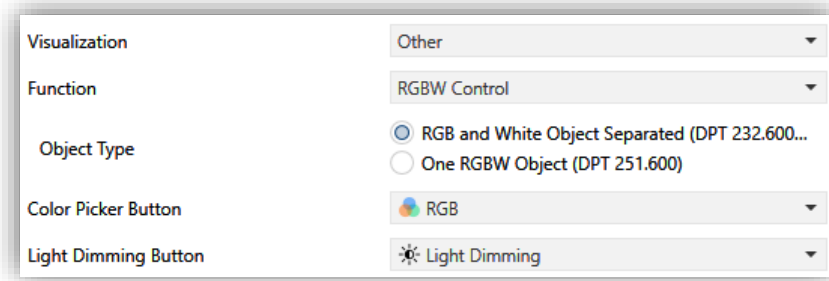 Visualization Other
Function RGBW Control
Object Type RGB and White Object Separated (DPT 232.600...
One RGBW Object (DPT 251.600)
Color Picker Button RGB
Light Dimming Button Light Dimming